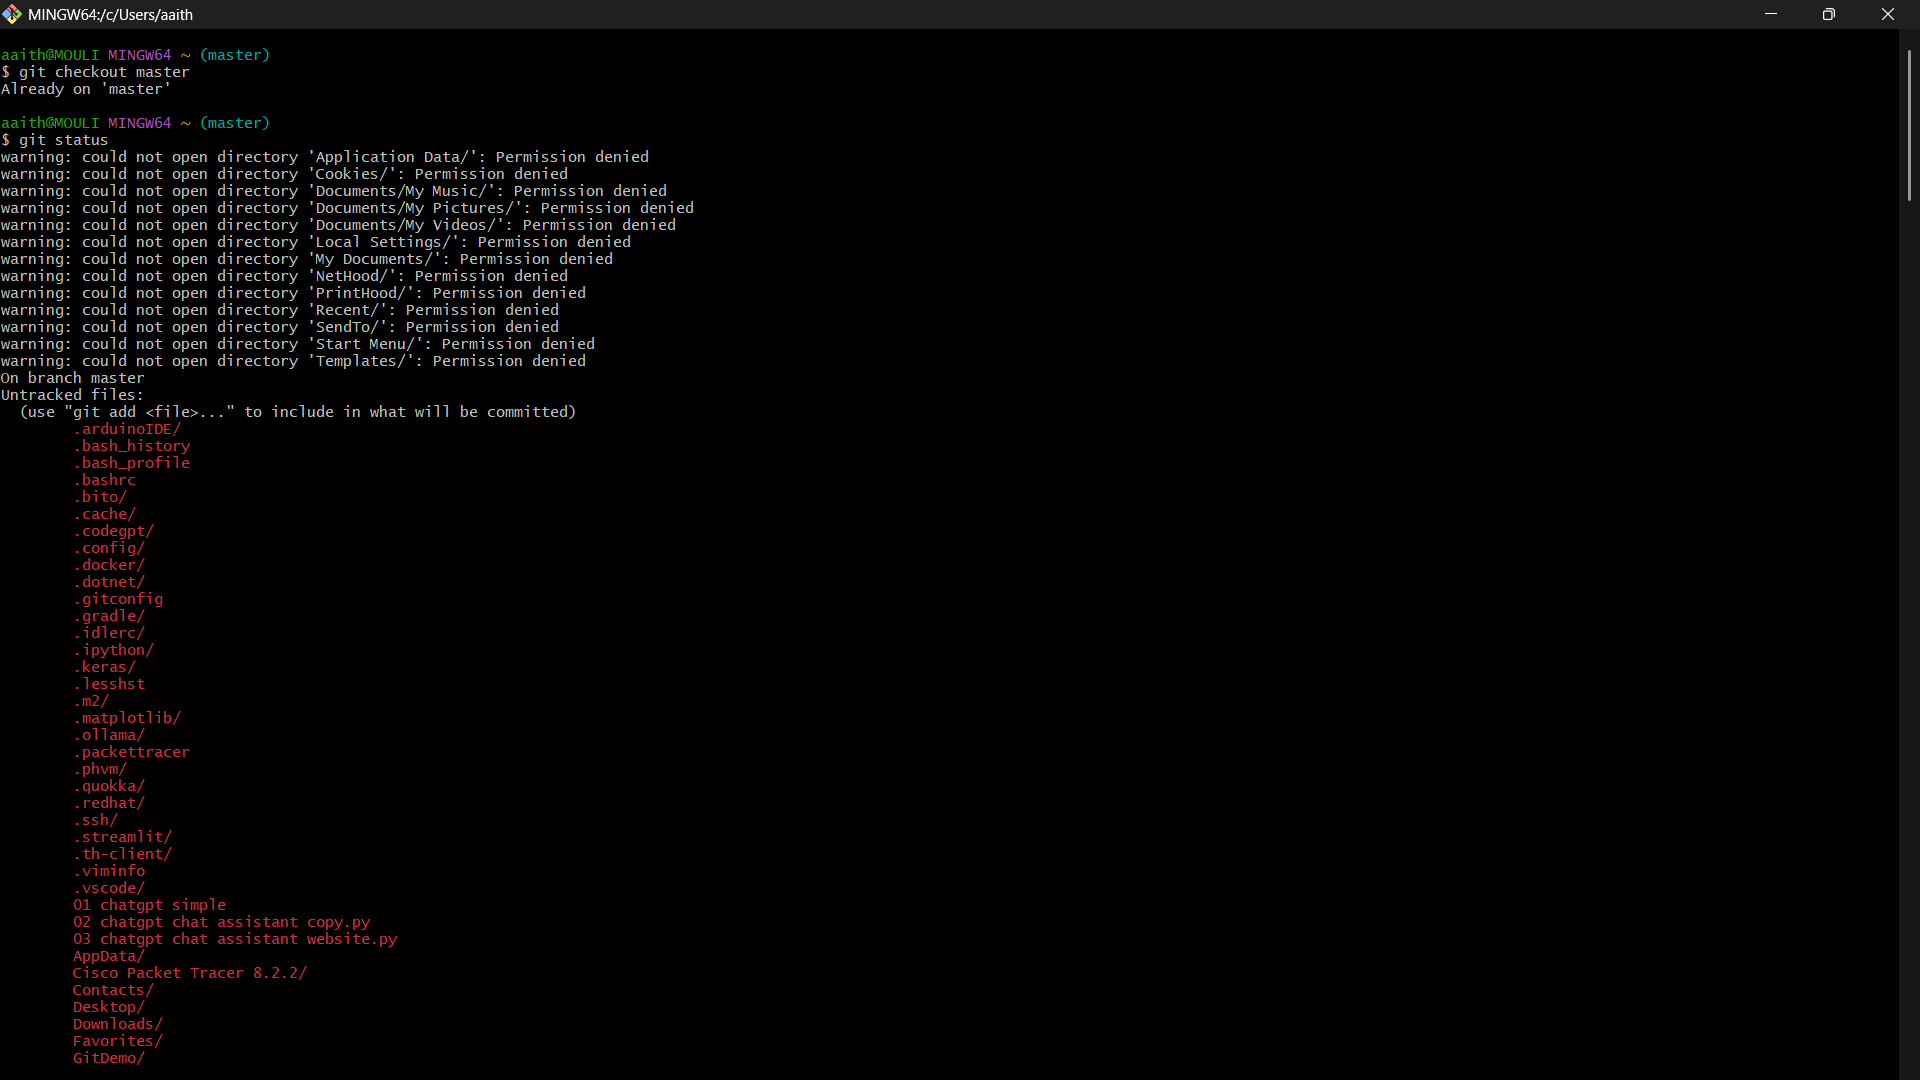 MINGW64:/c/Users/aaith
aaith@MOULI MINGW64 ~ (master)
$ git checkout master
Already on 'master'
aaith@MOULI MINGW64 ~ (master)
$ git status
warning: could not open directory 'Application Data/': Permission denied
warning: could not open directory 'Cookies/': Permission denied
warning: could not open directory 'Documents/My Music/': Permission denied
warning: could not open directory 'Documents/My Pictures/': Permission denied
warning: could not open directory 'Documents/My Videos/': Permission denied
warning: could not open directory 'Local Settings/': Permission denied
warning: could not open directory 'My Documents/': Permission denied
warning: could not open directory 'NetHood/': Permission denied
warning: could not open directory 'PrintHood/': Permission denied
warning: could not open directory 'Recent/': Permission denied
warning: could not open directory 'SendTo/': Permission denied
warning: could not open directory 'Start Menu/': Permission denied
warning: could not open directory 'Templates/': Permission denied
On branch master
Untracked files:
  (use "git add <file>..." to include in what will be committed)
        .arduinoIDE/
        .bash_history
        .bash_profile
        .bashrc
        .bito/
        .cache/
        .codegpt/
        .config/
        .docker/
        .dotnet/
        .gitconfig
        .gradle/
        .idlerc/
        .ipython/
        .keras/
        .lesshst
        .m2/
        .matplotlib/
        .ollama/
        .packettracer
        .phvm/
        .quokka/
        .redhat/
        .ssh/
        .streamlit/
        .th-client/
        .viminfo
        .vscode/
        01 chatgpt simple
        02 chatgpt chat assistant copy.py
        03 chatgpt chat assistant website.py
        AppData/
        Cisco Packet Tracer 8.2.2/
        Contacts/
        Desktop/
        Downloads/
        Favorites/
        GitDemo/